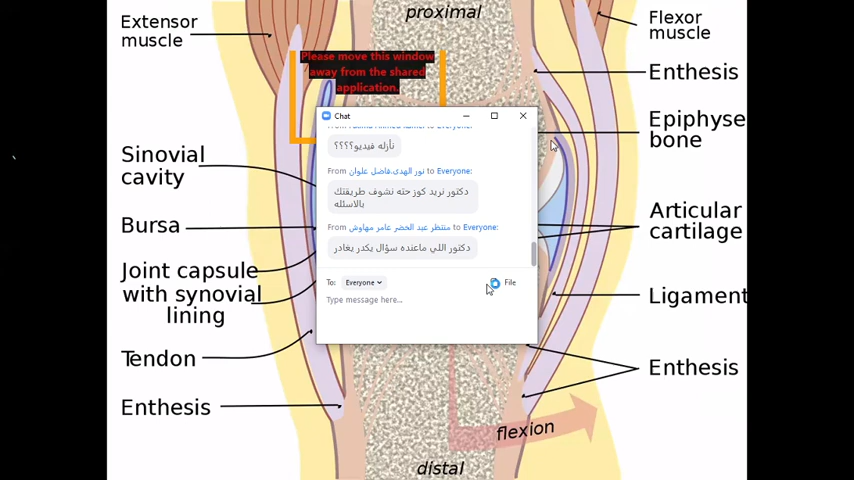 proximal
Extensor
muscle
Flexor
muscle
Please move this window
away from the shared
application.
Enthesis
Chat
Epiphyse
bone
نأزله فيديو؟؟؟؟
Sinovial
cavity
From نور الهدى.فاضل علوان to Everyone:
دكتور نريد كوز حته نشوف طريقتك
بالاسئله
Bursa
From منتظر عبد الخضر عامر مهاوش to Everyone:
Articular
cartilage
دكتور اللي ماعنده سؤال يكدر يغادر
Joint capsule
with synovial
lining
To: Everyone
File
Type message here...
Ligament
Tendon
Enthesis
Enthesis
flexion
distal